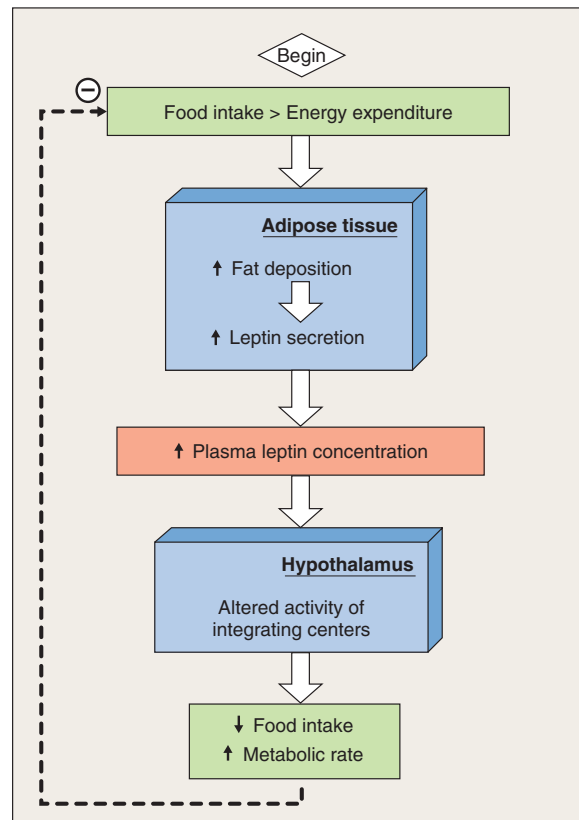 Begin
⊖
Food intake > Energy expenditure
Adipose tissue
↑ Fat deposition
↑ Leptin secretion
↑ Plasma leptin concentration
Hypothalamus
Altered activity of
integrating centers
↓ Food intake
↑ Metabolic rate